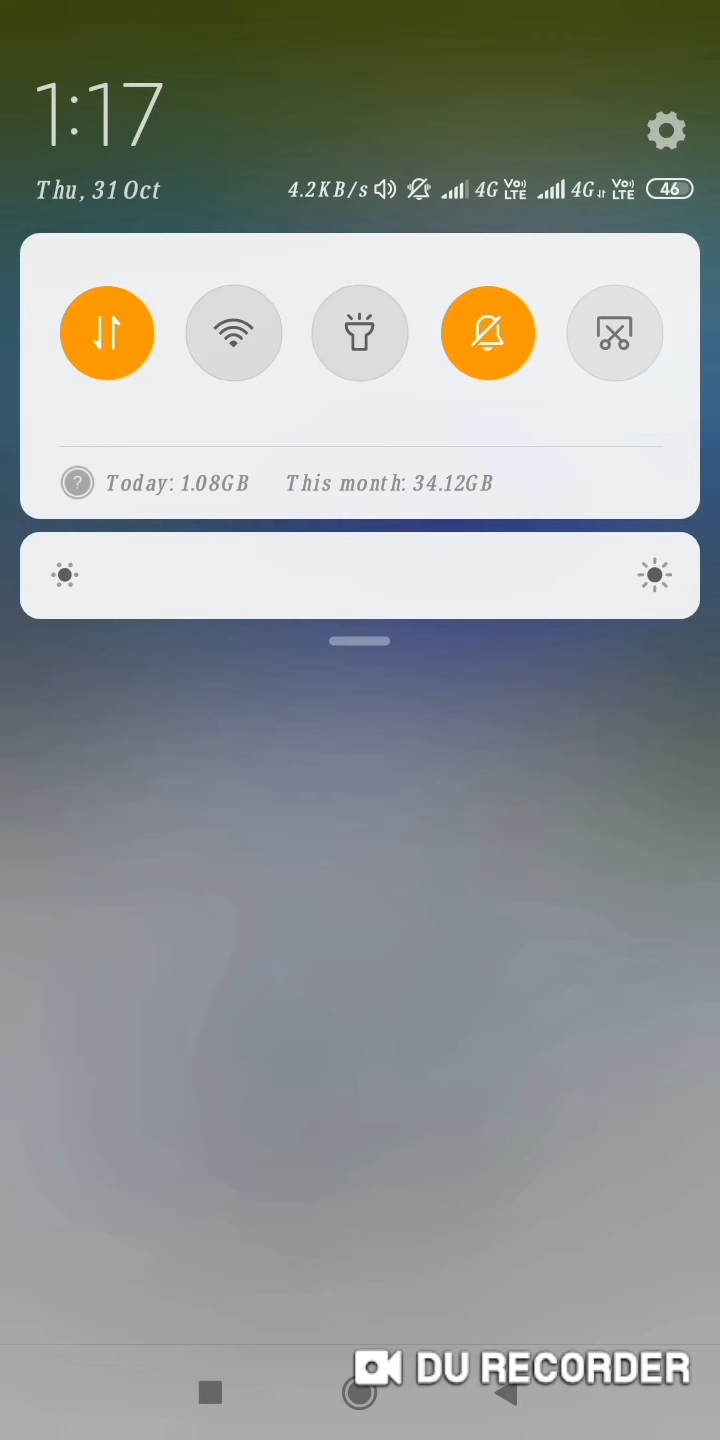 1:17
Thu, 31 Oct 4.2KB/s 4G VoLTE 4G VoLTE 46
Today: 1.08GB This month: 34.12GB
DU RECORDER